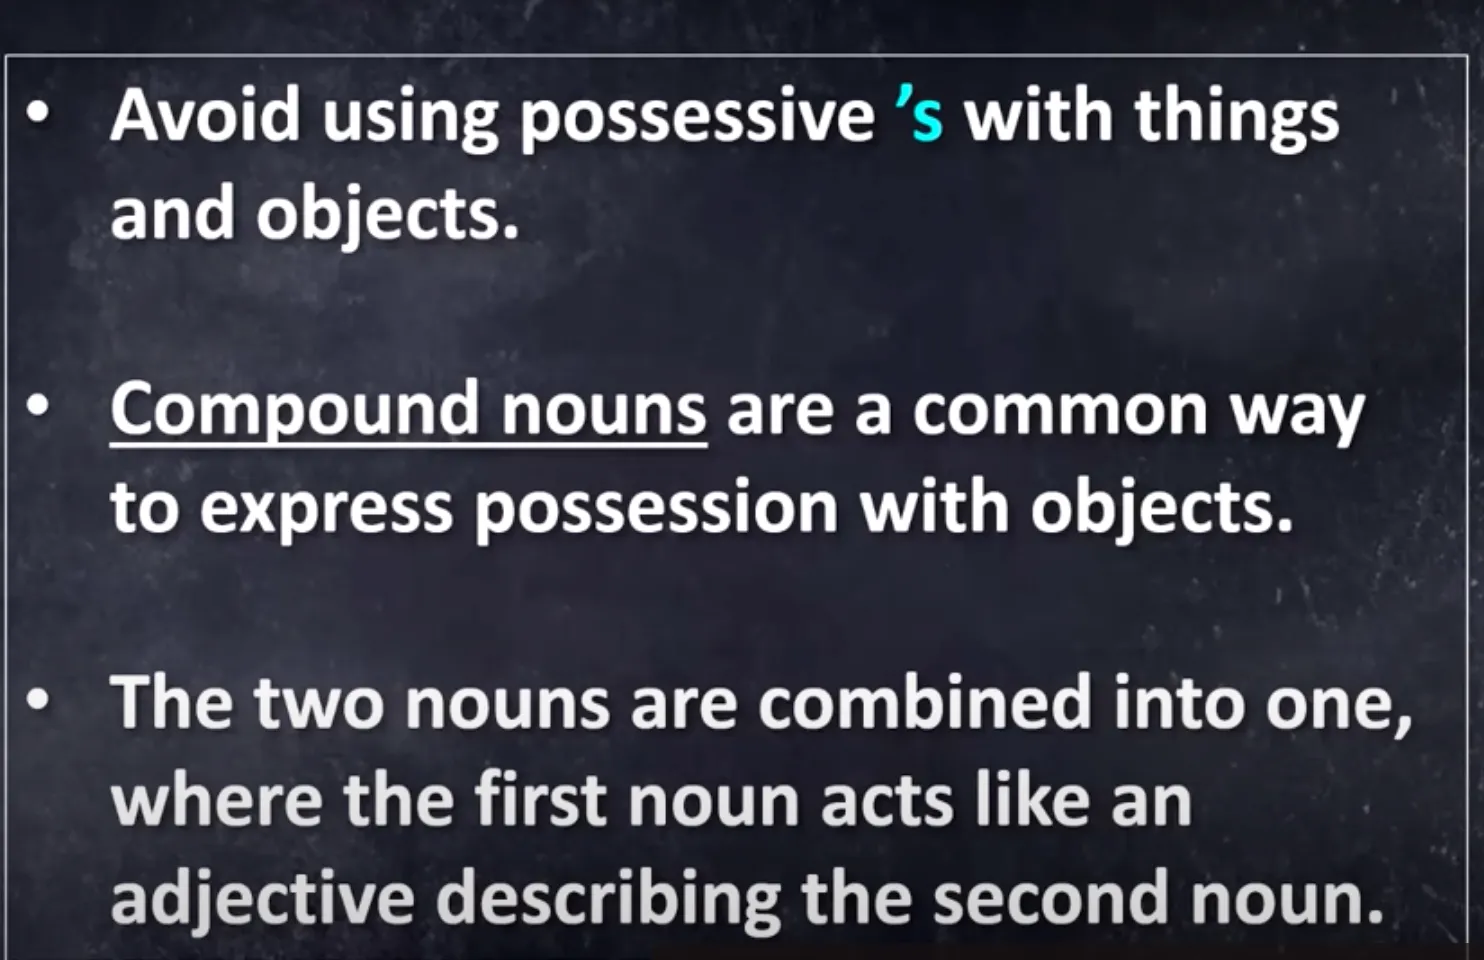 • Avoid using possessive ’s with things
and objects.
• Compound nouns are a common way
to express possession with objects.
• The two nouns are combined into one,
where the first noun acts like an
adjective describing the second noun.